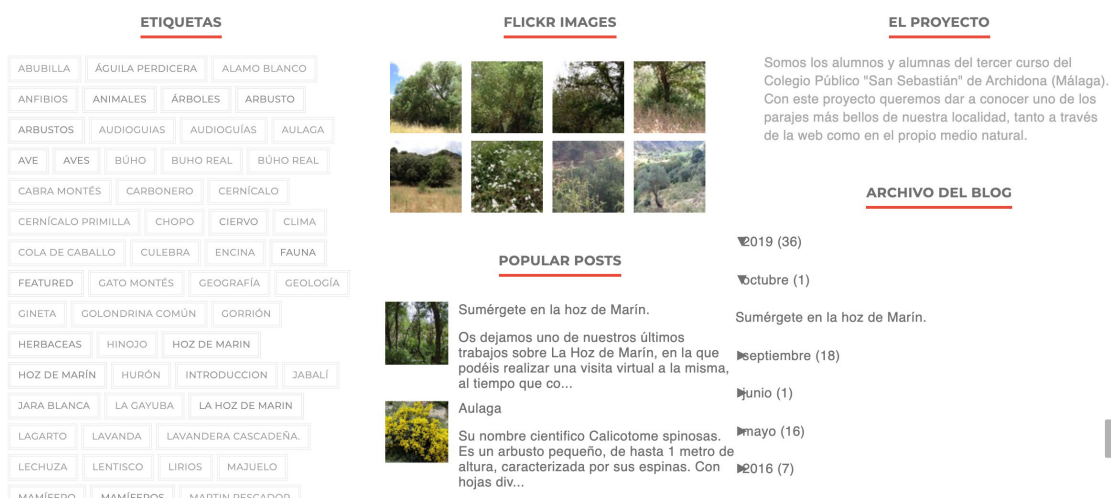 ETIQUETAS
ABUBILLA ÁGUILA PERDICERA ALAMO BLANCO
ANFIBIOS ANIMALES ÁRBOLES ARBUSTO
ARBUSTOS AUDIOGUIAS AUDIOGUÍAS AULAGA
AVE AVES BÚHO BUHO REAL BÚHO REAL
CABRA MONTÉS CARBONERO CERNÍCALO
CERNÍCALO PRIMILLA CHOPO CIERVO CLIMA
COLA DE CABALLO CULEBRA ENCINA FAUNA
FEATURED GATO MONTÉS GEOGRAFÍA GEOLOGÍA
GINETA GOLONDRINA COMÚN GORRIÓN
HERBACEAS HINOJO HOZ DE MARIN
HOZ DE MARÍN HURÓN INTRODUCCION JABALÍ
JARA BLANCA LA GAYUBA LA HOZ DE MARIN
LAGARTO LAVANDA LAVANDERA CASCADEÑA.
LECHUZA LENTISCO LIRIOS MAJUELO
MAMÍFERO MAMÍFEROS MARTIN PESCADOR
FLICKR IMAGES
POPULAR POSTS
Sumérgete en la hoz de Marín.
Os dejamos uno de nuestros últimos
trabajos sobre La Hoz de Marín, en la que
podéis realizar una visita virtual a la misma,
al tiempo que co...
Aulaga
Su nombre cientifico Calicotome spinosas.
Es un arbusto pequeño, de hasta 1 metro de
altura, caracterizada por sus espinas. Con
hojas div...
EL PROYECTO
Somos los alumnos y alumnas del tercer curso del
Colegio Público "San Sebastián" de Archidona (Málaga).
Con este proyecto queremos dar a conocer uno de los
parajes más bellos de nuestra localidad, tanto a través
de la web como en el propio medio natural.
ARCHIVO DEL BLOG
▼2019 (36)
▼octubre (1)
Sumérgete en la hoz de Marín.
►septiembre (18)
►junio (1)
►mayo (16)
►2016 (7)